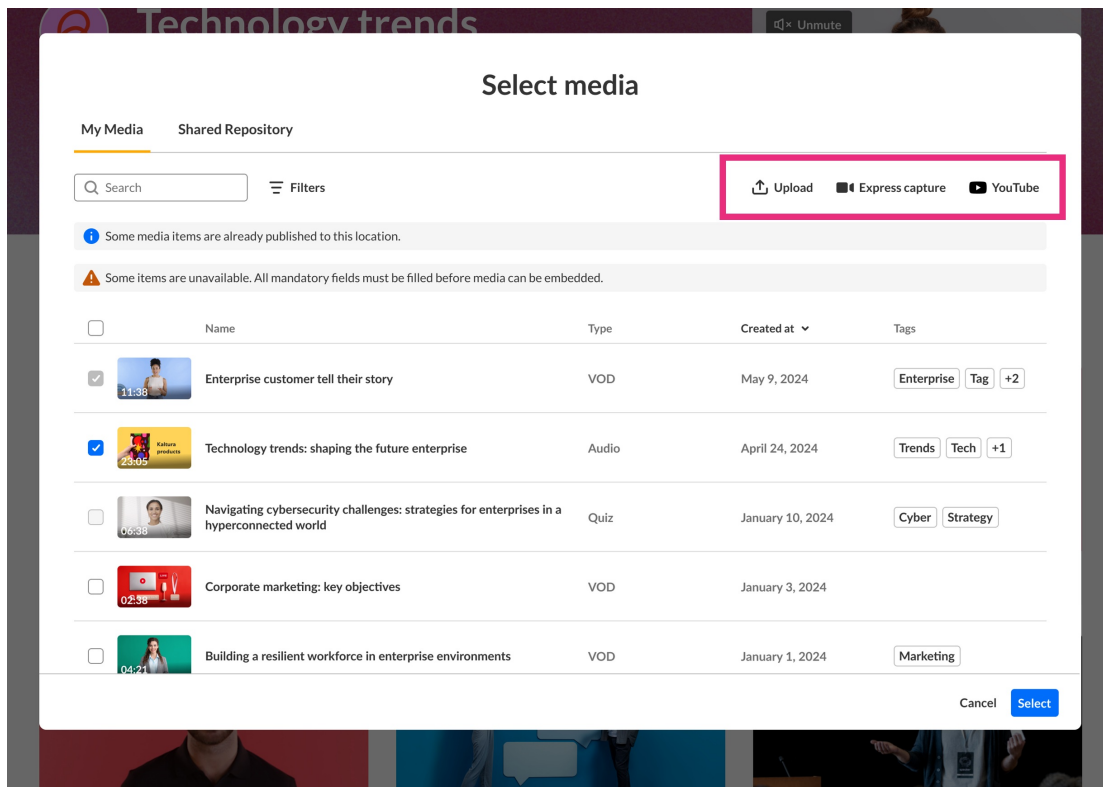 Technology trends
Unmute
Select media
My Media Shared Repository
Search Filters Upload Express capture YouTube
Some media items are already published to this location.
Some items are unavailable. All mandatory fields must be filled before media can be embedded.
Name Type Created at Tags
11:38 Enterprise customer tell their story VOD May 9, 2024 Enterprise Tag +2
Kaltura
products
23:05 Technology trends: shaping the future enterprise Audio April 24, 2024 Trends Tech +1
06:38 Navigating cybersecurity challenges: strategies for enterprises in a
hyperconnected world Quiz January 10, 2024 Cyber Strategy
02:38 Corporate marketing: key objectives VOD January 3, 2024
04:21 Building a resilient workforce in enterprise environments VOD January 1, 2024 Marketing
Cancel Select